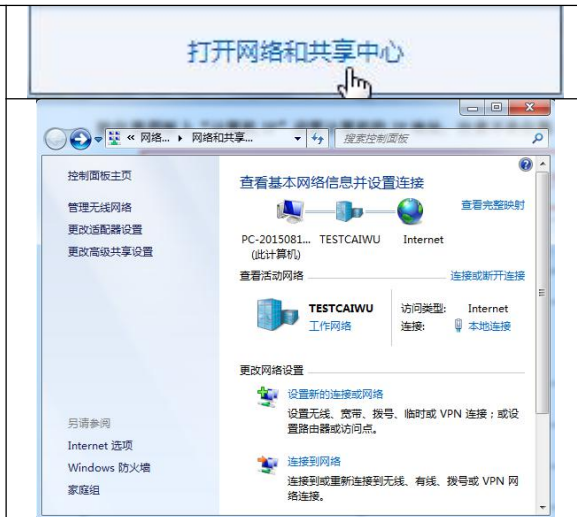 打开网络和共享中心
« 网络... ▸ 网络和共享...
搜索控制面板
控制面板主页
管理无线网络
更改适配器设置
更改高级共享设置
另请参阅
Internet 选项
Windows 防火墙
家庭组
查看基本网络信息并设置连接
查看完整映射
PC-2015081... TESTCAIWU Internet
(此计算机)
查看活动网络 连接或断开连接
TESTCAIWU 访问类型: Internet
工作网络 连接: 本地连接
更改网络设置
设置新的连接或网络
设置无线、宽带、拨号、临时或 VPN 连接；或设
置路由器或访问点。
连接到网络
连接到或重新连接到无线、有线、拨号或 VPN 网
络连接。